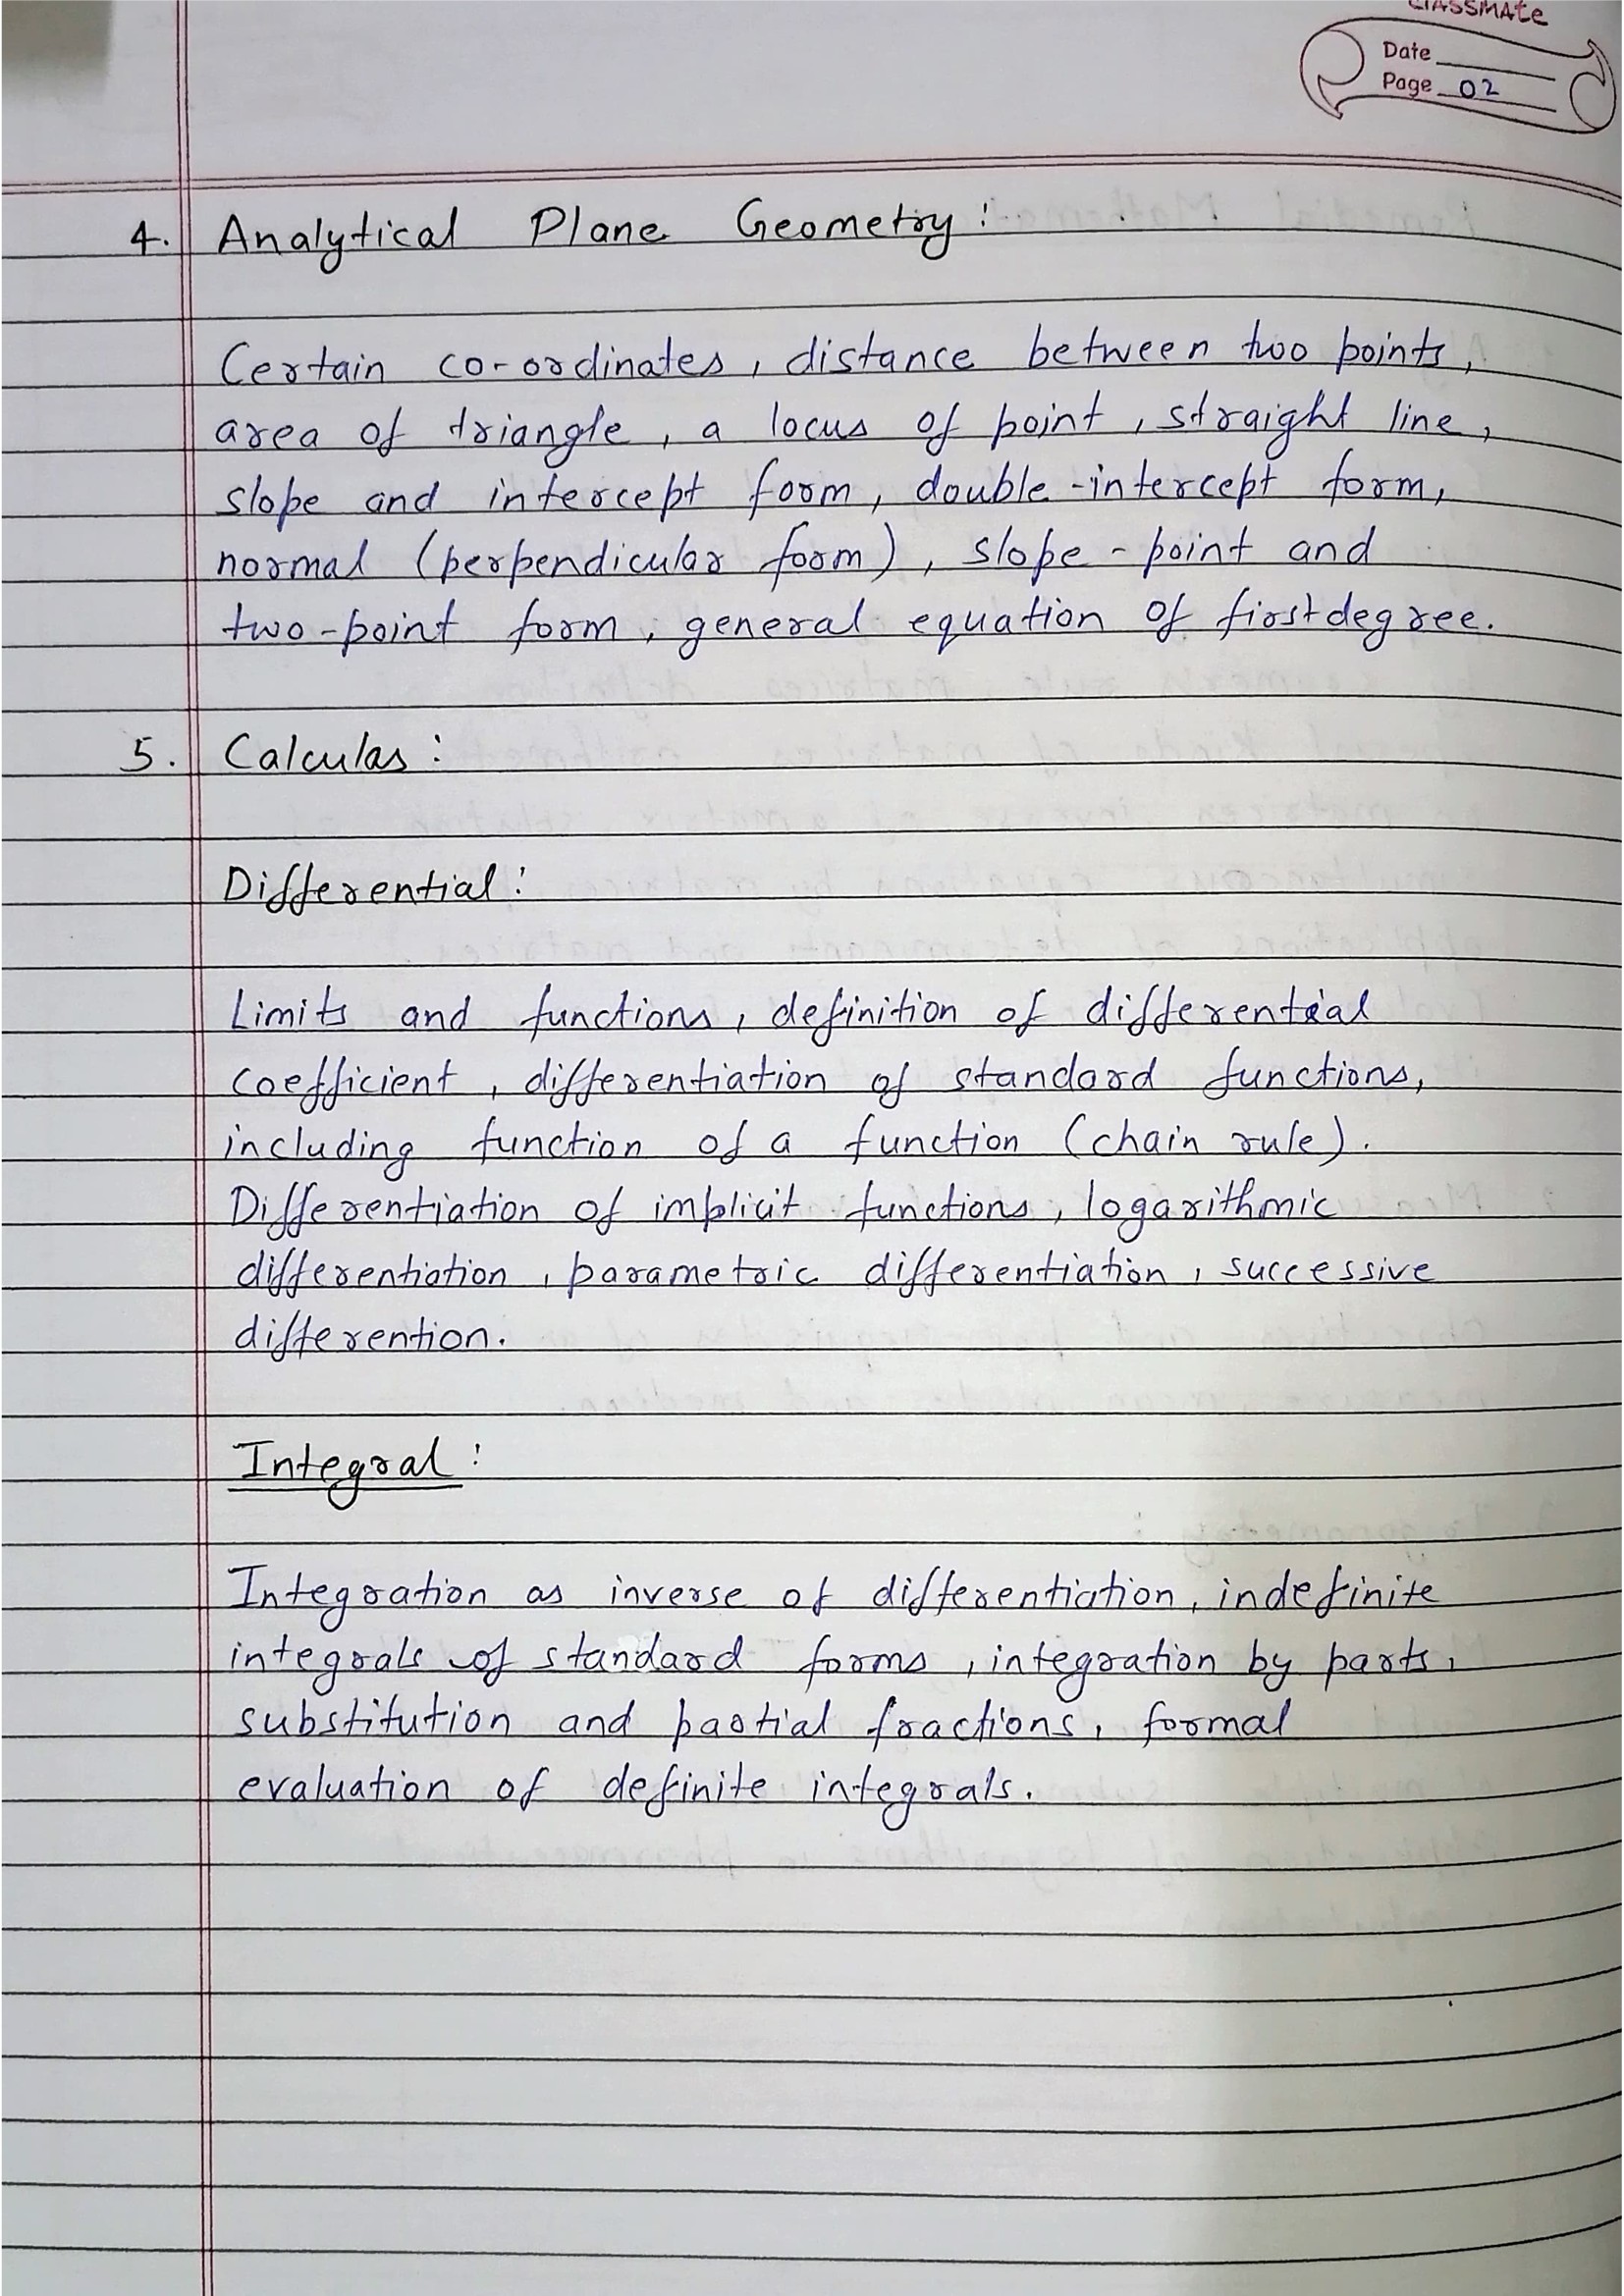 classmate
Date
Page 02
4. Analytical Plane Geometry:
Certain co-ordinates, distance between two points,
area of triangle, a locus of point, straight line,
slope and intercept form, double-intercept form,
normal (perpendicular form), slope-point and
two-point form, general equation of first degree.
5. Calculas:
Differential:
Limits and functions, definition of differential
coefficient, differentiation of standard functions,
including function of a function (chain rule).
Differentiation of implicit functions, logarithmic
differentiation, parametric differentiation, successive
differention.
Integral:
Integration as inverse of differentiation, indefinite
integrals of standard forms, integration by parts,
substitution and partial fractions, formal
evaluation of definite integrals.